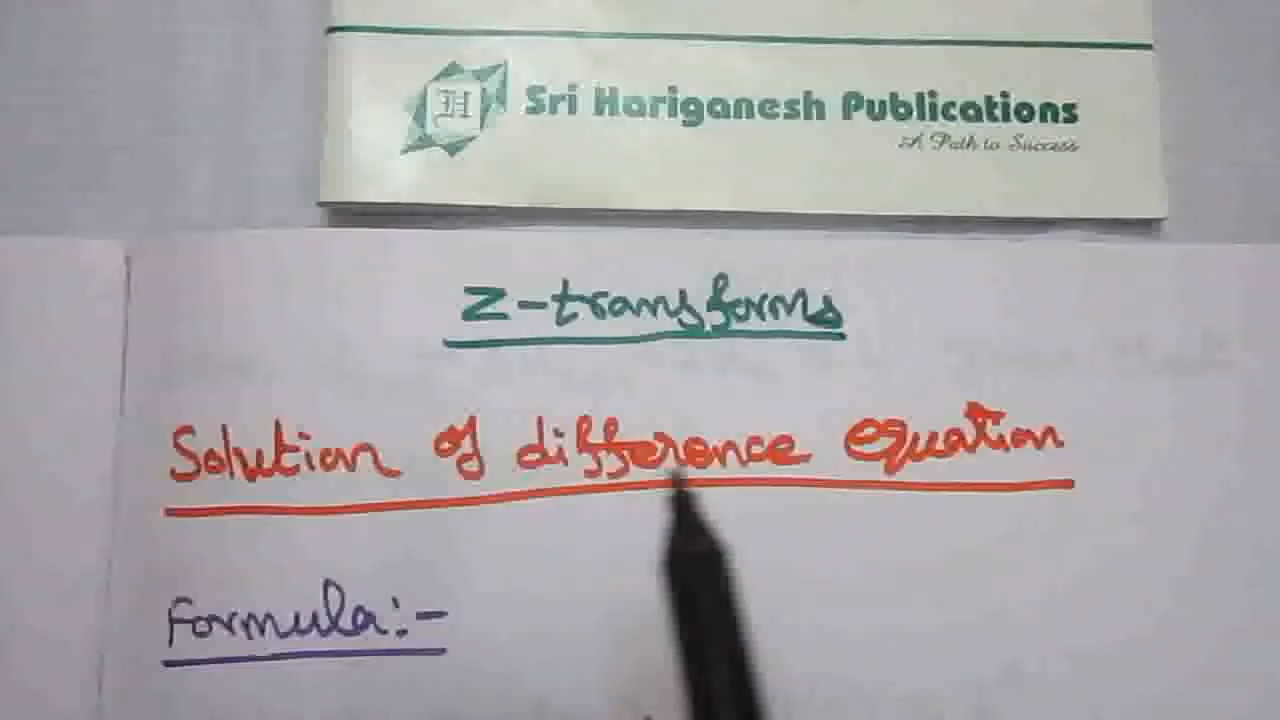 H
Sri Hariganesh Publications
A Path to Success
Z-transforms
Solution of difference equation
Formula:-